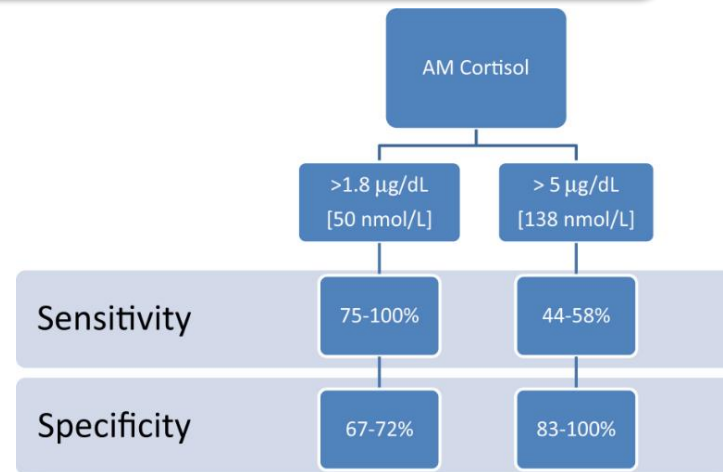 AM Cortisol
>1.8 µg/dL
[50 nmol/L]
> 5 µg/dL
[138 nmol/L]
Sensitivity
75-100%
44-58%
Specificity
67-72%
83-100%